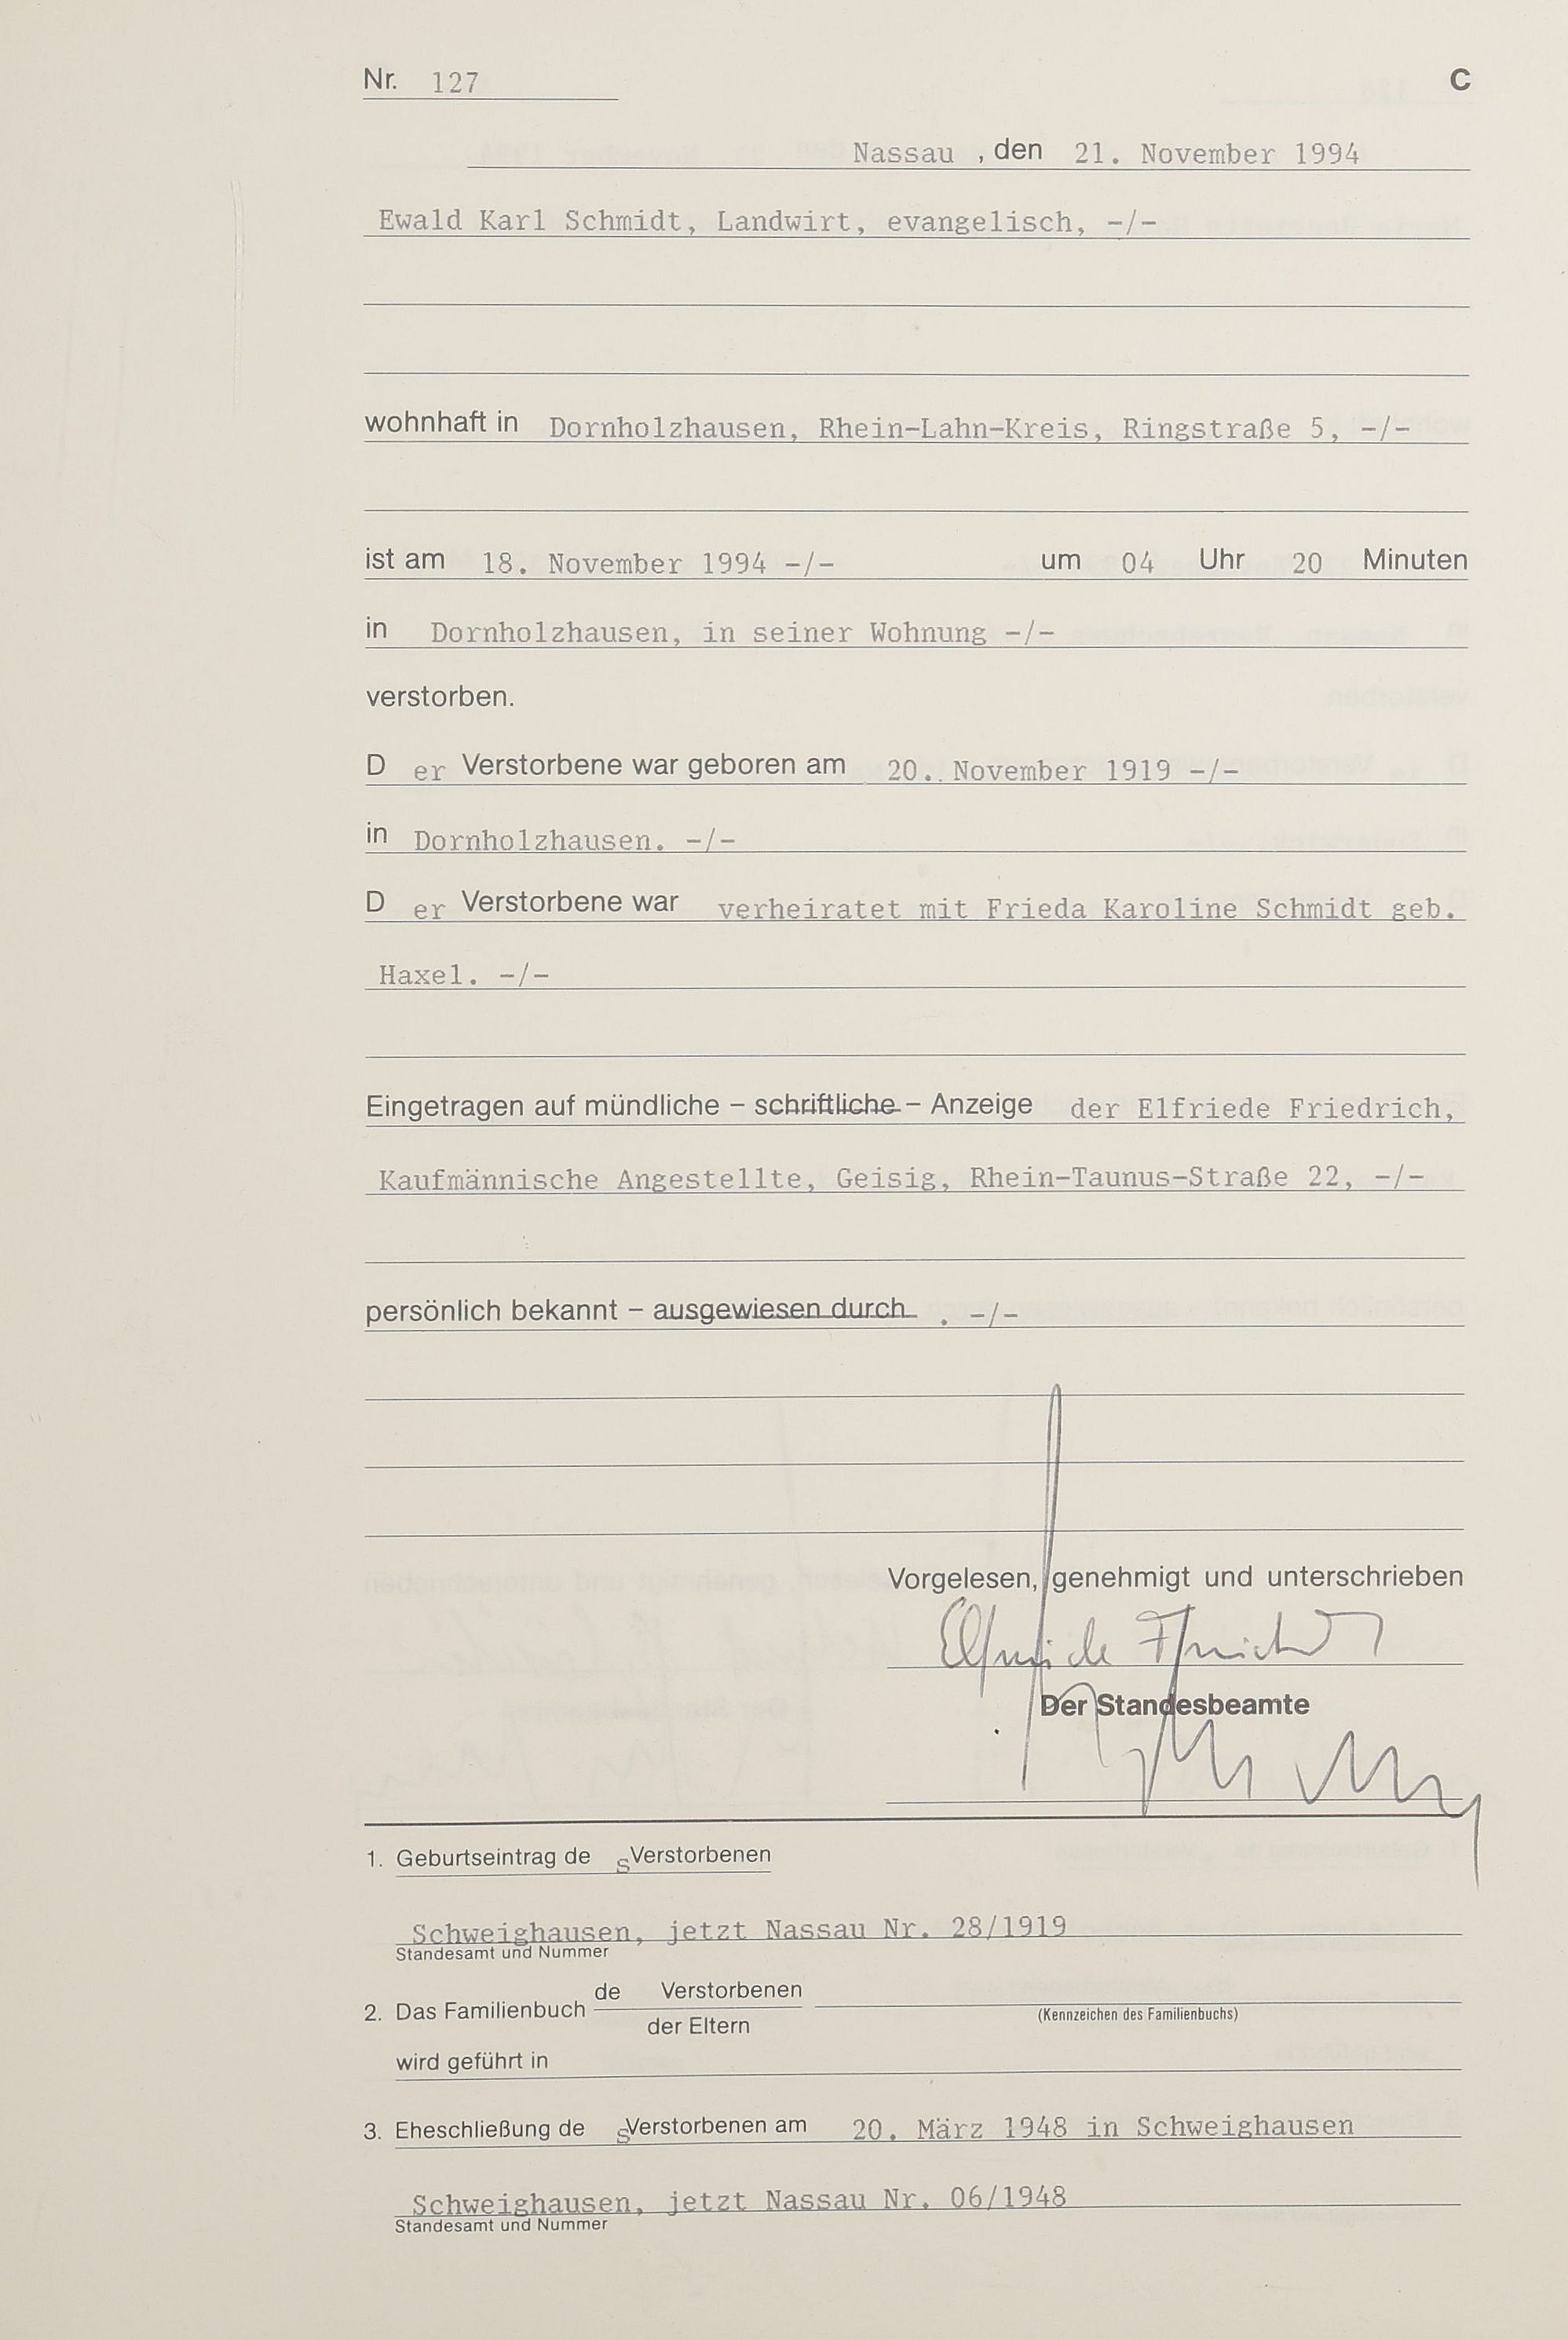 Nr. 127
C
Nassau , den 21. November 1994
Ewald Karl Schmidt, Landwirt, evangelisch, -/-
wohnhaft in Dornholzhausen, Rhein-Lahn-Kreis, Ringstraße 5, -/-
ist am 18. November 1994 -/- um 04 Uhr 20 Minuten
in Dornholzhausen, in seiner Wohnung -/-
verstorben.
D er Verstorbene war geboren am 20. November 1919 -/-
in Dornholzhausen. -/-
D er Verstorbene war verheiratet mit Frieda Karoline Schmidt geb.
Haxel. -/-
Eingetragen auf mündliche – schriftliche – Anzeige der Elfriede Friedrich,
Kaufmännische Angestellte, Geisig, Rhein-Taunus-Straße 22, -/-
persönlich bekannt – ausgewiesen durch . -/-
Vorgelesen, genehmigt und unterschrieben
Elfriede Friedrich
Der Standesbeamte
1. Geburtseintrag de s Verstorbenen
Schweighausen, jetzt Nassau Nr. 28/1919
Standesamt und Nummer
de Verstorbenen
2. Das Familienbuch
(Kennzeichen des Familienbuchs)
der Eltern
wird geführt in
3. Eheschließung de s Verstorbenen am 20. März 1948 in Schweighausen
Schweighausen, jetzt Nassau Nr. 06/1948
Standesamt und Nummer